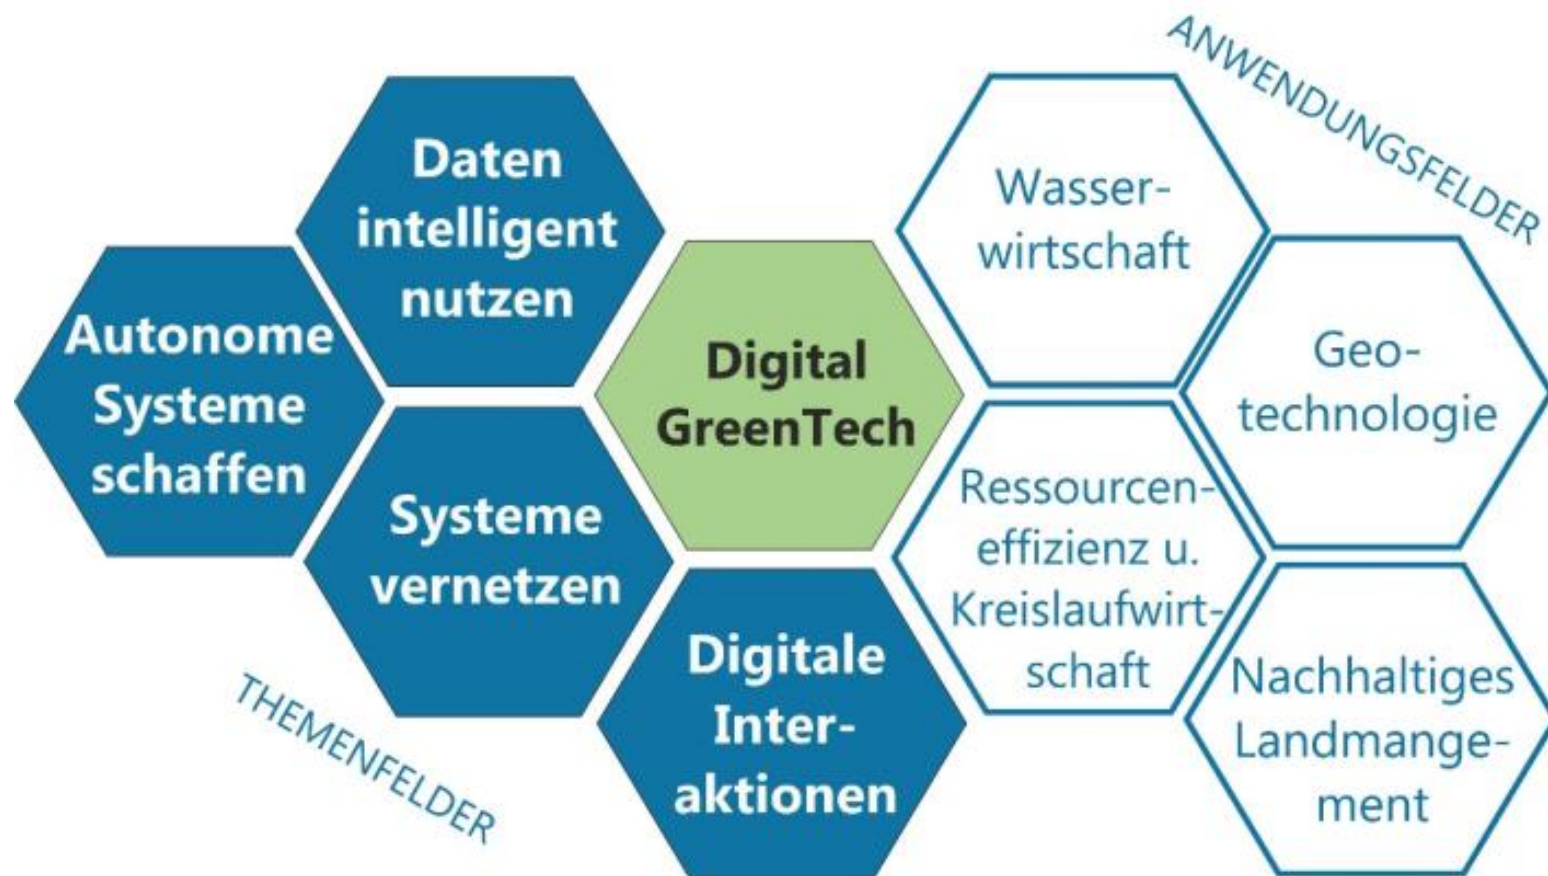 ANWENDUNGSFELDER
Daten
intelligent
nutzen
Autonome
Systeme
schaffen
Systeme
vernetzen
Digital
GreenTech
Digitale
Inter-
aktionen
Wasser-
wirtschaft
Geo-
technologie
Ressourcen-
effizienz u.
Kreislaufwirt-
schaft
Nachhaltiges
Landmange-
ment
THEMENFELDER